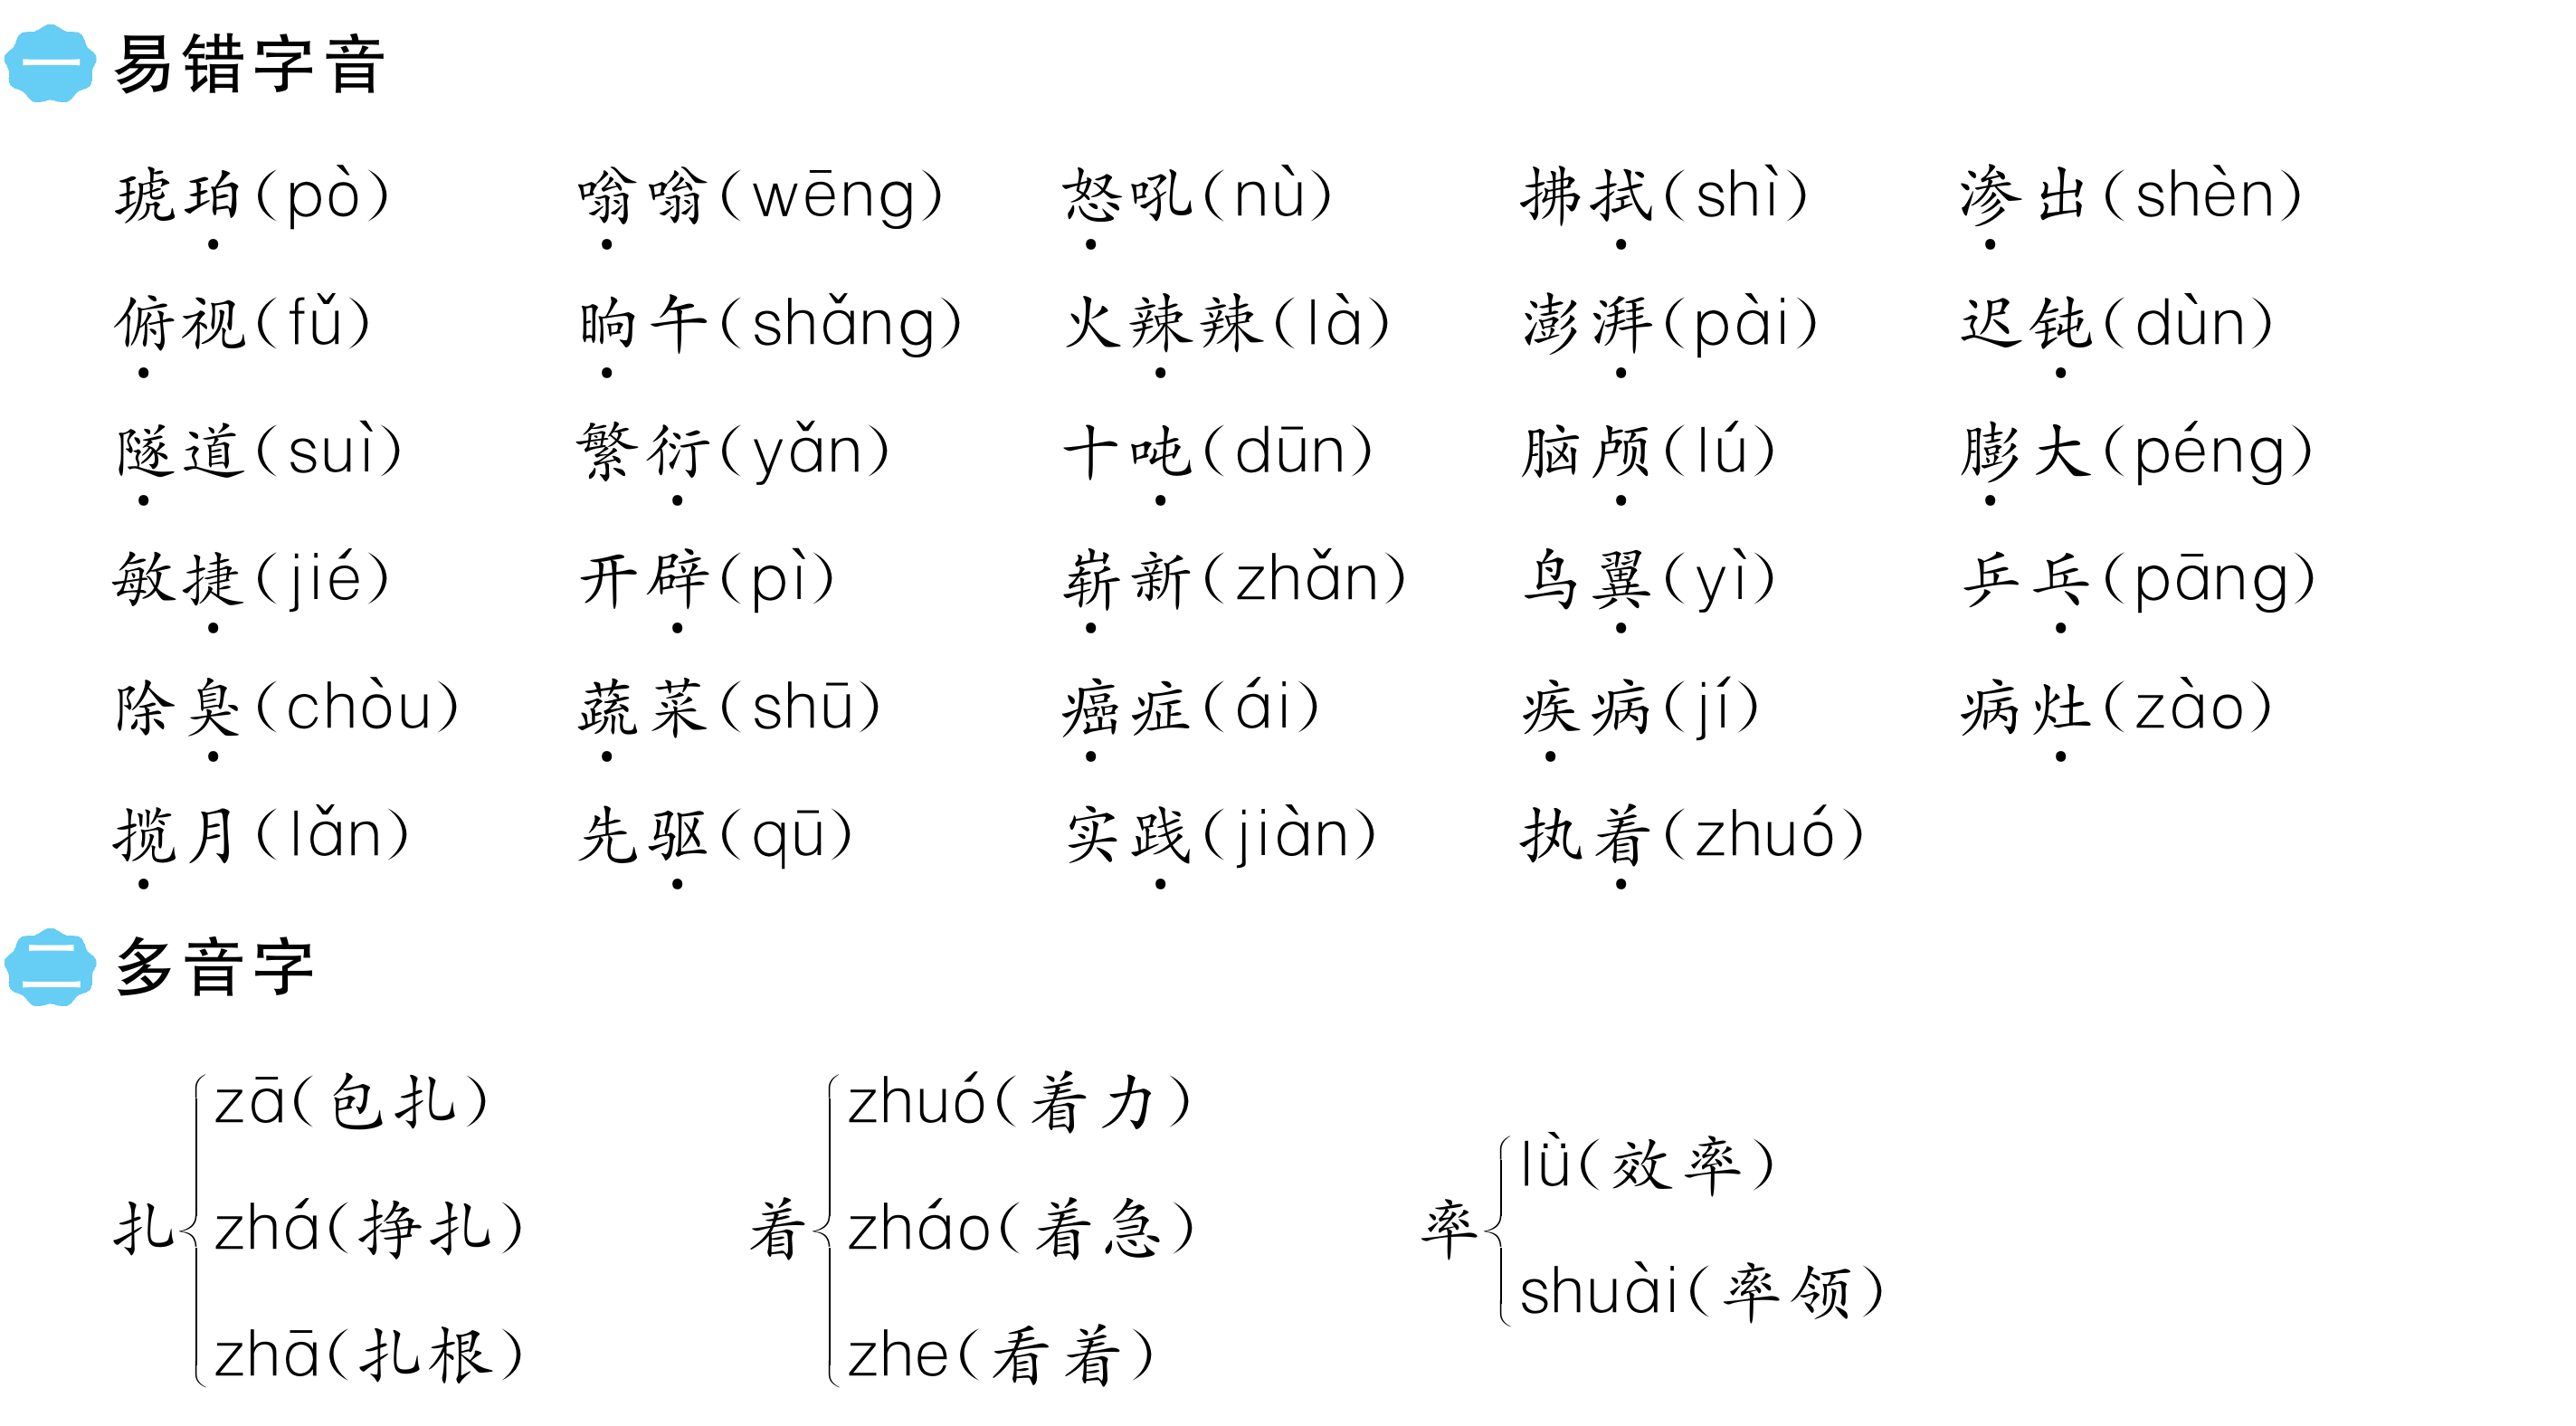 一 易错字音
琥珀(pò) 嗡嗡(wēng) 怒吼(nù) 拂拭(shì) 渗出(shèn)
俯视(fǔ) 晌午(shǎng) 火辣辣(là) 澎湃(pài) 迟钝(dùn)
隧道(suì) 繁衍(yǎn) 十吨(dūn) 脑颅(lú) 膨大(péng)
敏捷(jié) 开辟(pì) 崭新(zhǎn) 鸟翼(yì) 乒乓(pāng)
除臭(chòu) 蔬菜(shū) 癌症(ái) 疾病(jí) 病灶(zào)
揽月(lǎn) 先驱(qū) 实践(jiàn) 执着(zhuó)
二 多音字
扎
zā(包扎)
zhá(挣扎)
zhā(扎根)
着
zhuó(着力)
zháo(着急)
zhe(看着)
率
lǜ(效率)
shuài(率领)